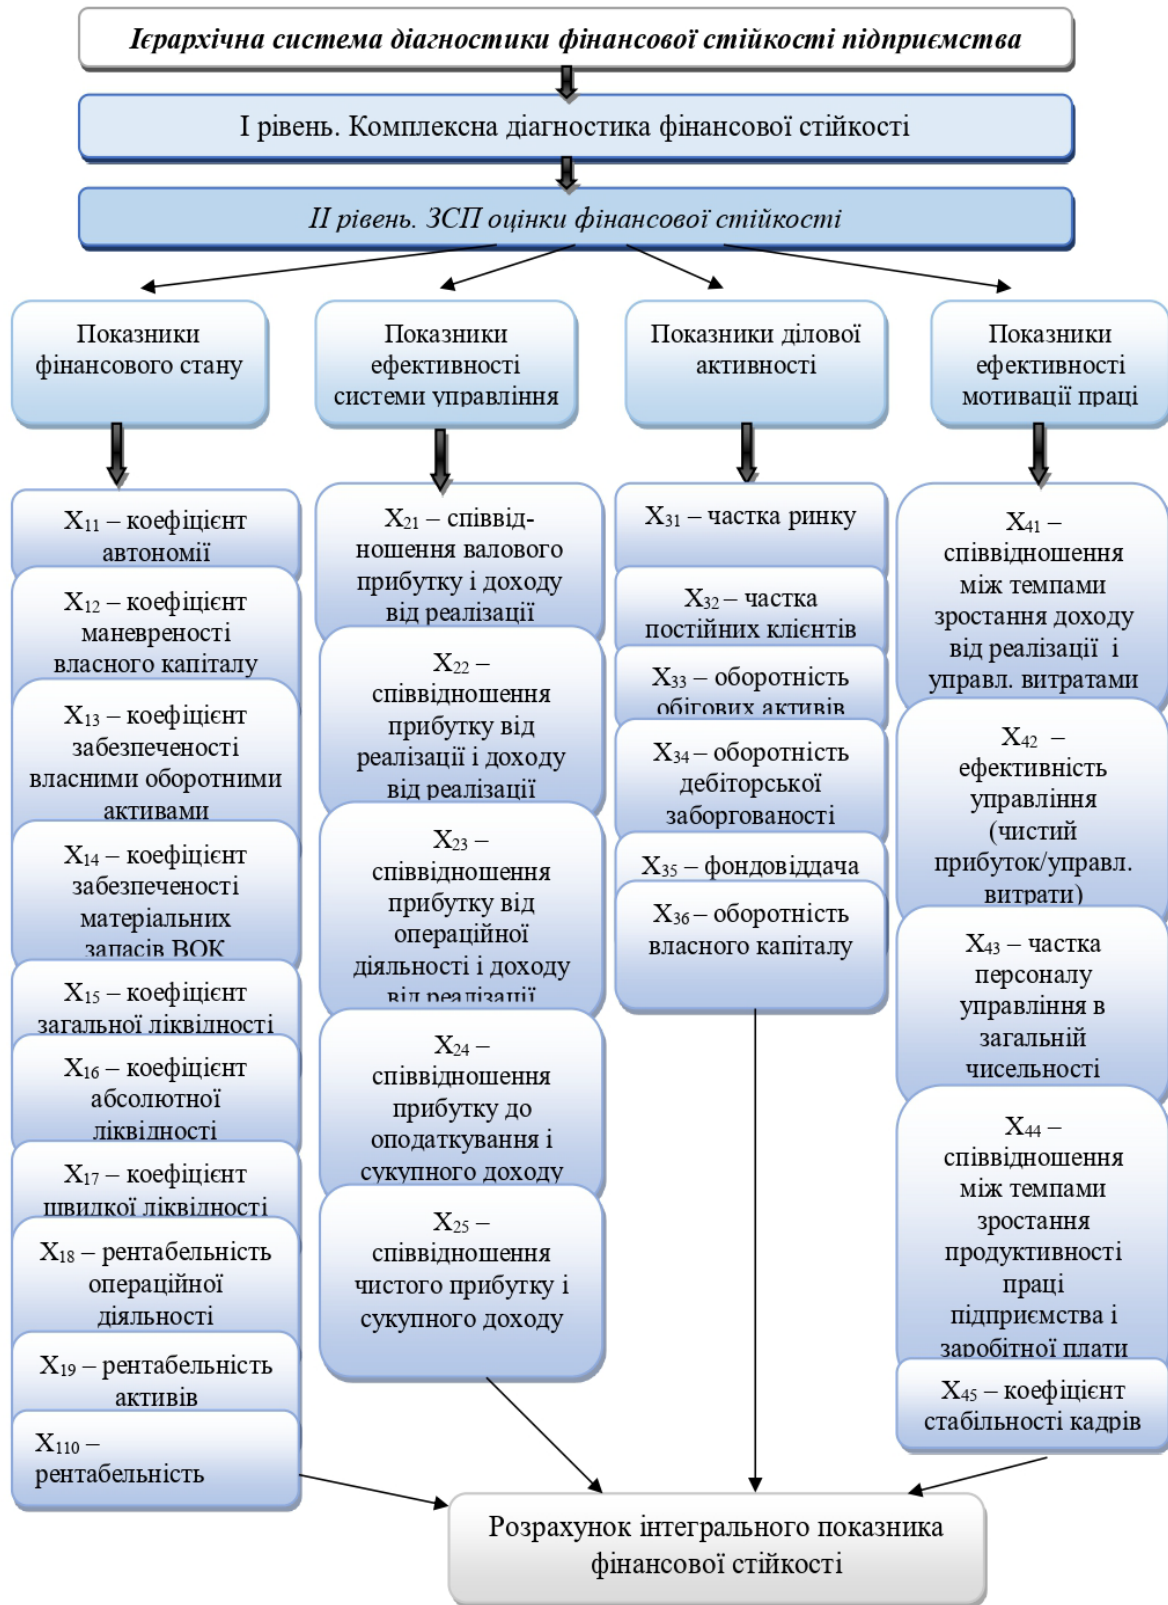 Ієрархічна система діагностики фінансової стійкості підприємства
І рівень. Комплексна діагностика фінансової стійкості
ІІ рівень. ЗСП оцінки фінансової стійкості
Показники
фінансового стану
Показники
ефективності
системи управління
Показники ділової
активності
Показники
ефективності
мотивації праці
X11 – коефіцієнт
автономії
X12 – коефіцієнт
маневреності
власного капіталу
X13 – коефіцієнт
забезпеченості
власними оборотними
активами
X14 – коефіцієнт
забезпеченості
матеріальних
запасів ВОК
X15 – коефіцієнт
загальної ліквідності
X16 – коефіцієнт
абсолютної
ліквідності
X17 – коефіцієнт
швидкої ліквідності
X18 – рентабельність
операційної
діяльності
X19 – рентабельність
активів
X110 –
рентабельність
X21 – співвід-
ношення валового
прибутку і доходу
від реалізації
X22 –
співвідношення
прибутку від
реалізації і доходу
від реалізації
X23 –
співвідношення
прибутку від
операційної
діяльності і доходу
від реалізації
X24 –
співвідношення
прибутку до
оподаткування і
сукупного доходу
X25 –
співвідношення
чистого прибутку і
сукупного доходу
X31 – частка ринку
X32 – частка
постійних клієнтів
X33 – оборотність
обігових активів
X34 – оборотність
дебіторської
заборгованості
X35 – фондовіддача
X36 – оборотність
власного капіталу
X41 –
співвідношення
між темпами
зростання доходу
від реалізації і
управл. витратами
X42 –
ефективність
управління
(чистий
прибуток/управл.
витрати)
X43 – частка
персоналу
управління в
загальній
чисельності
X44 –
співвідношення
між темпами
зростання
продуктивності
праці
підприємства і
заробітної плати
X45 – коефіцієнт
стабільності кадрів
Розрахунок інтегрального показника
фінансової стійкості